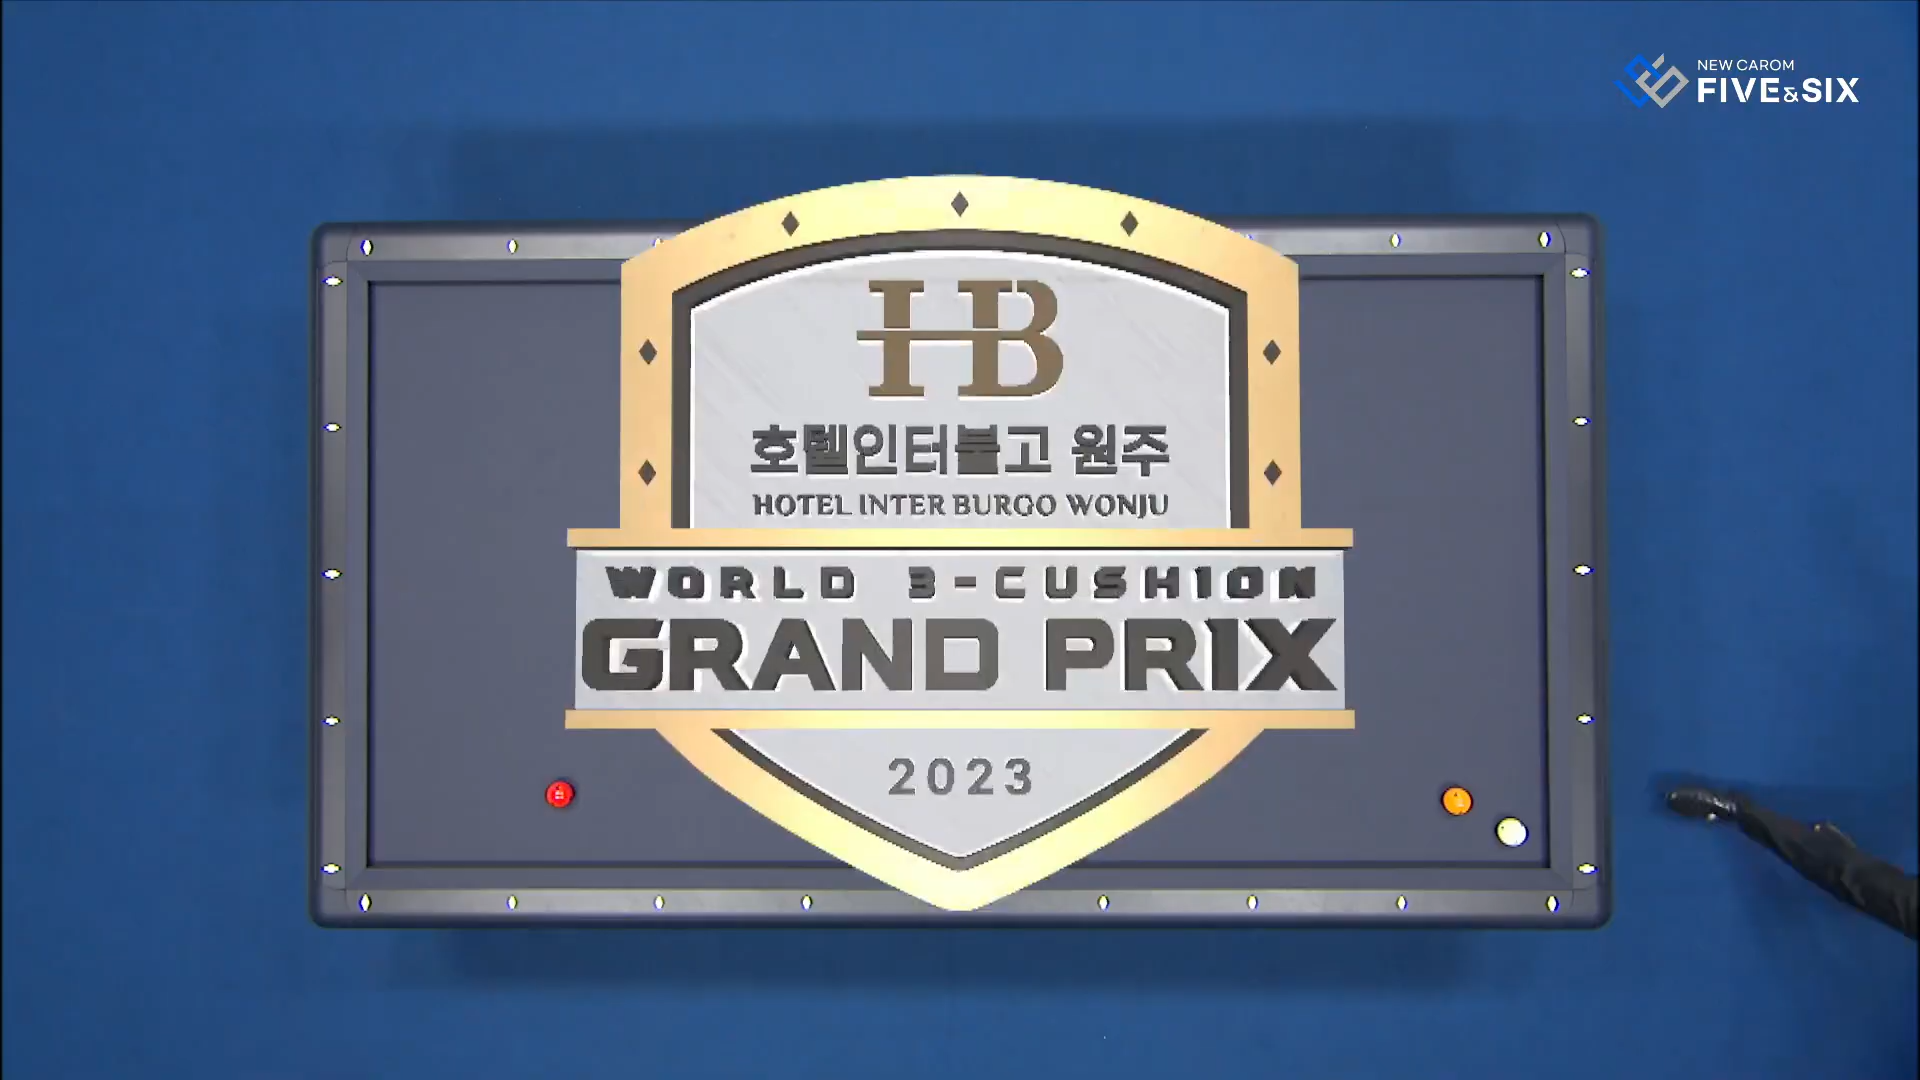 NEW CAROM
FIVE&SIX
HB
호텔인터불고 원주
HOTEL INTER BURGO WONJU
WORLD 3-CUSHION
GRAND PRIX
2023